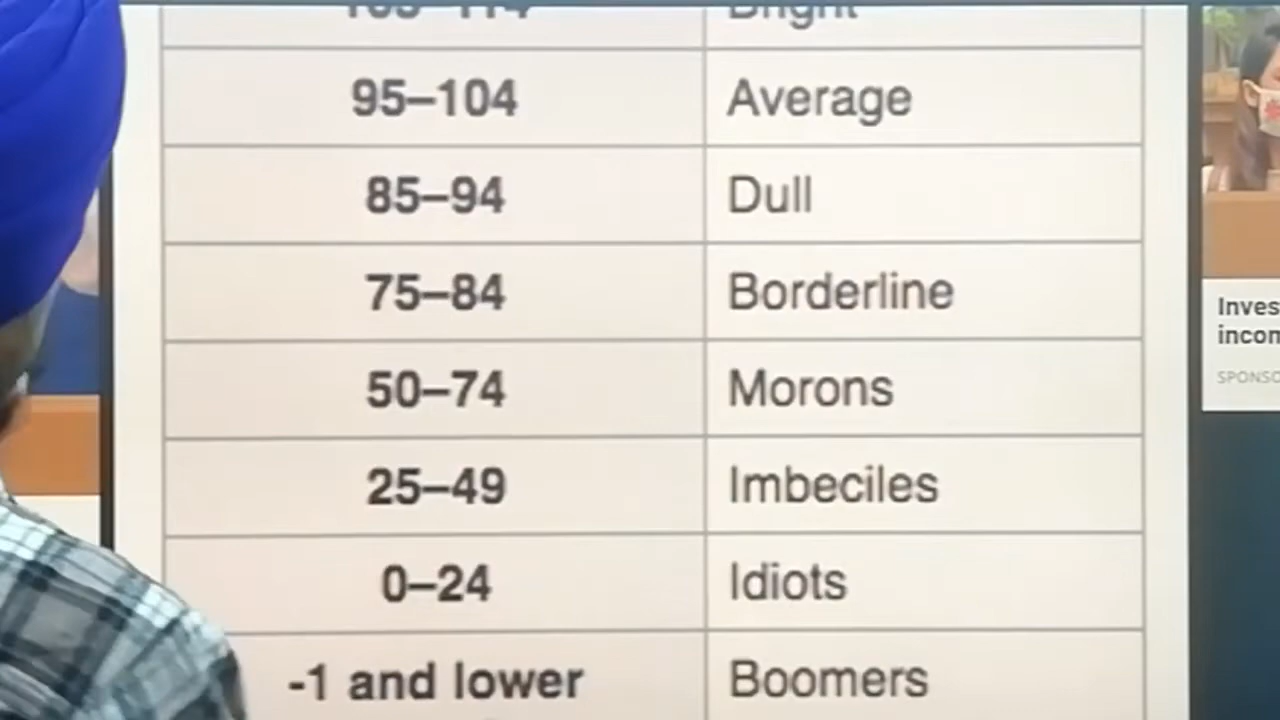 95–104 Average
85–94 Dull
75–84 Borderline
50–74 Morons
25–49 Imbeciles
0–24 Idiots
-1 and lower Boomers
SPONSO